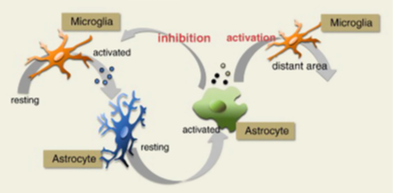 Microglia
activated
resting
Astrocyte
resting
inhibition
activation
activated
Astrocyte
Microglia
distant area